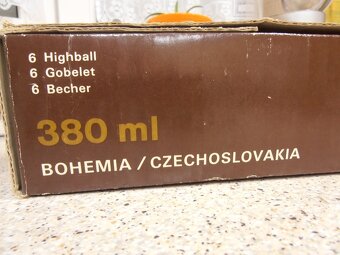 6 Highball
6 Gobelet
6 Becher
380 ml
BOHEMIA / CZECHOSLOVAKIA